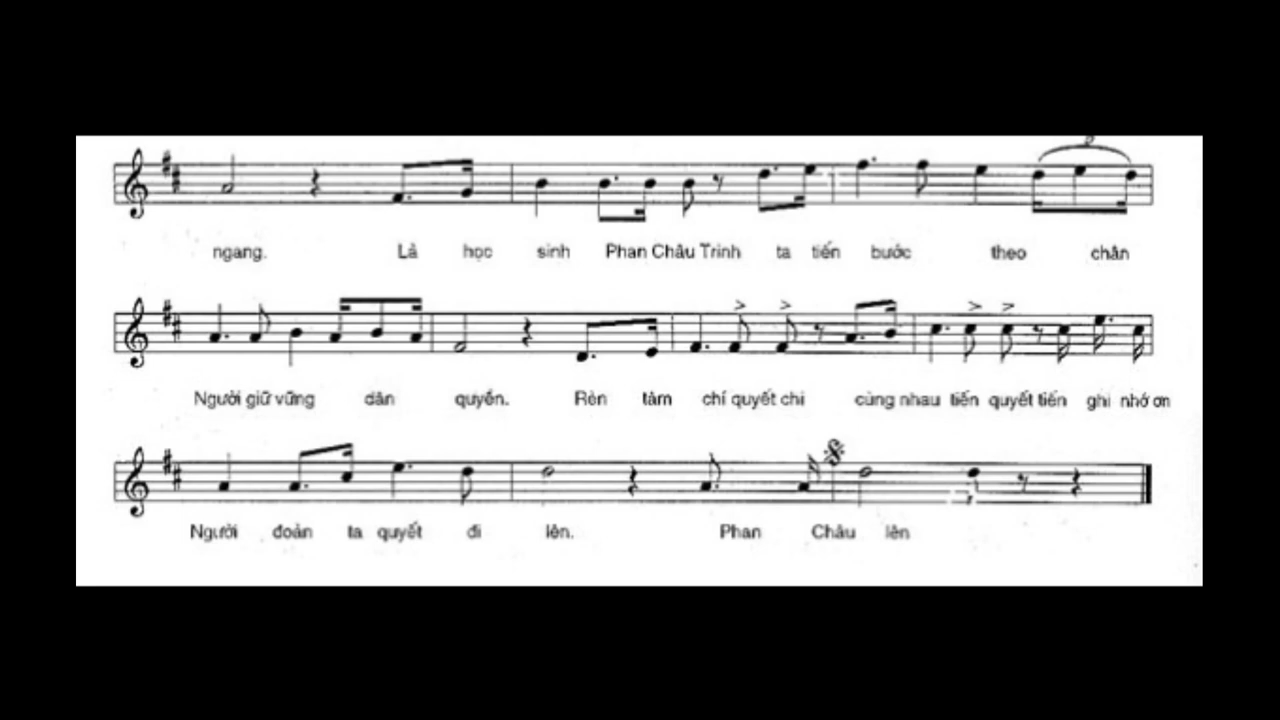 ngang. Là học sinh Phan Châu Trinh ta tiến bước theo chân
Người giữ vững dân quyền. Rèn tâm chí quyết chi cùng nhau tiến quyết tiến ghi nhớ ơn
Người đoàn ta quyết đi lên. Phan Châu lên